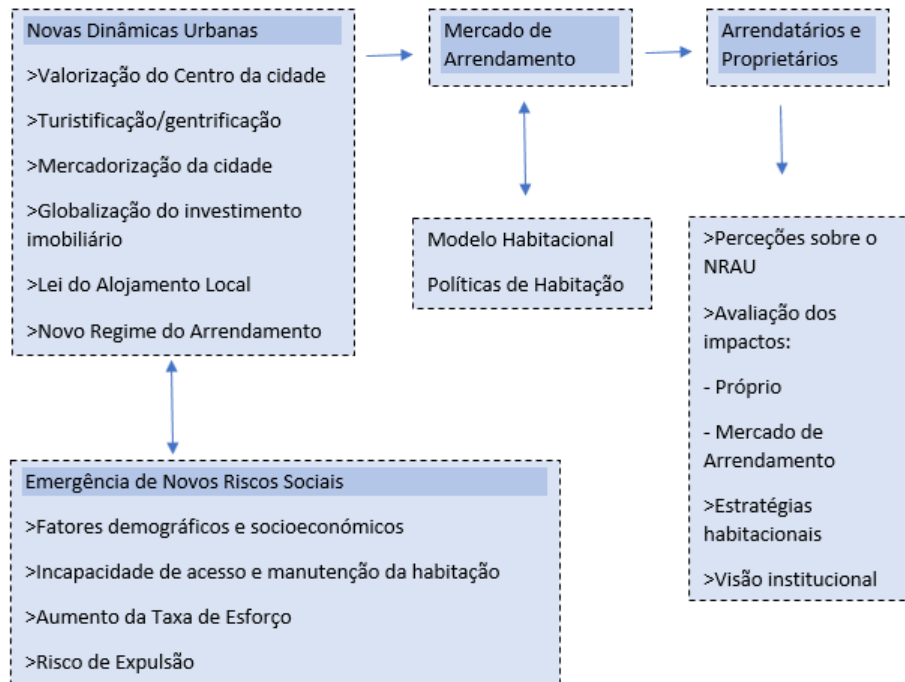 Novas Dinâmicas Urbanas
>Valorização do Centro da cidade
>Turistificação/gentrificação
>Mercadorização da cidade
>Globalização do investimento
imobiliário
>Lei do Alojamento Local
>Novo Regime do Arrendamento
Mercado de
Arrendamento
Arrendatários e
Proprietários
Modelo Habitacional
Políticas de Habitação
>Perceções sobre o
NRAU
>Avaliação dos
impactos:
- Próprio
- Mercado de
Arrendamento
>Estratégias
habitacionais
>Visão institucional
Emergência de Novos Riscos Sociais
>Fatores demográficos e socioeconómicos
>Incapacidade de acesso e manutenção da habitação
>Aumento da Taxa de Esforço
>Risco de Expulsão